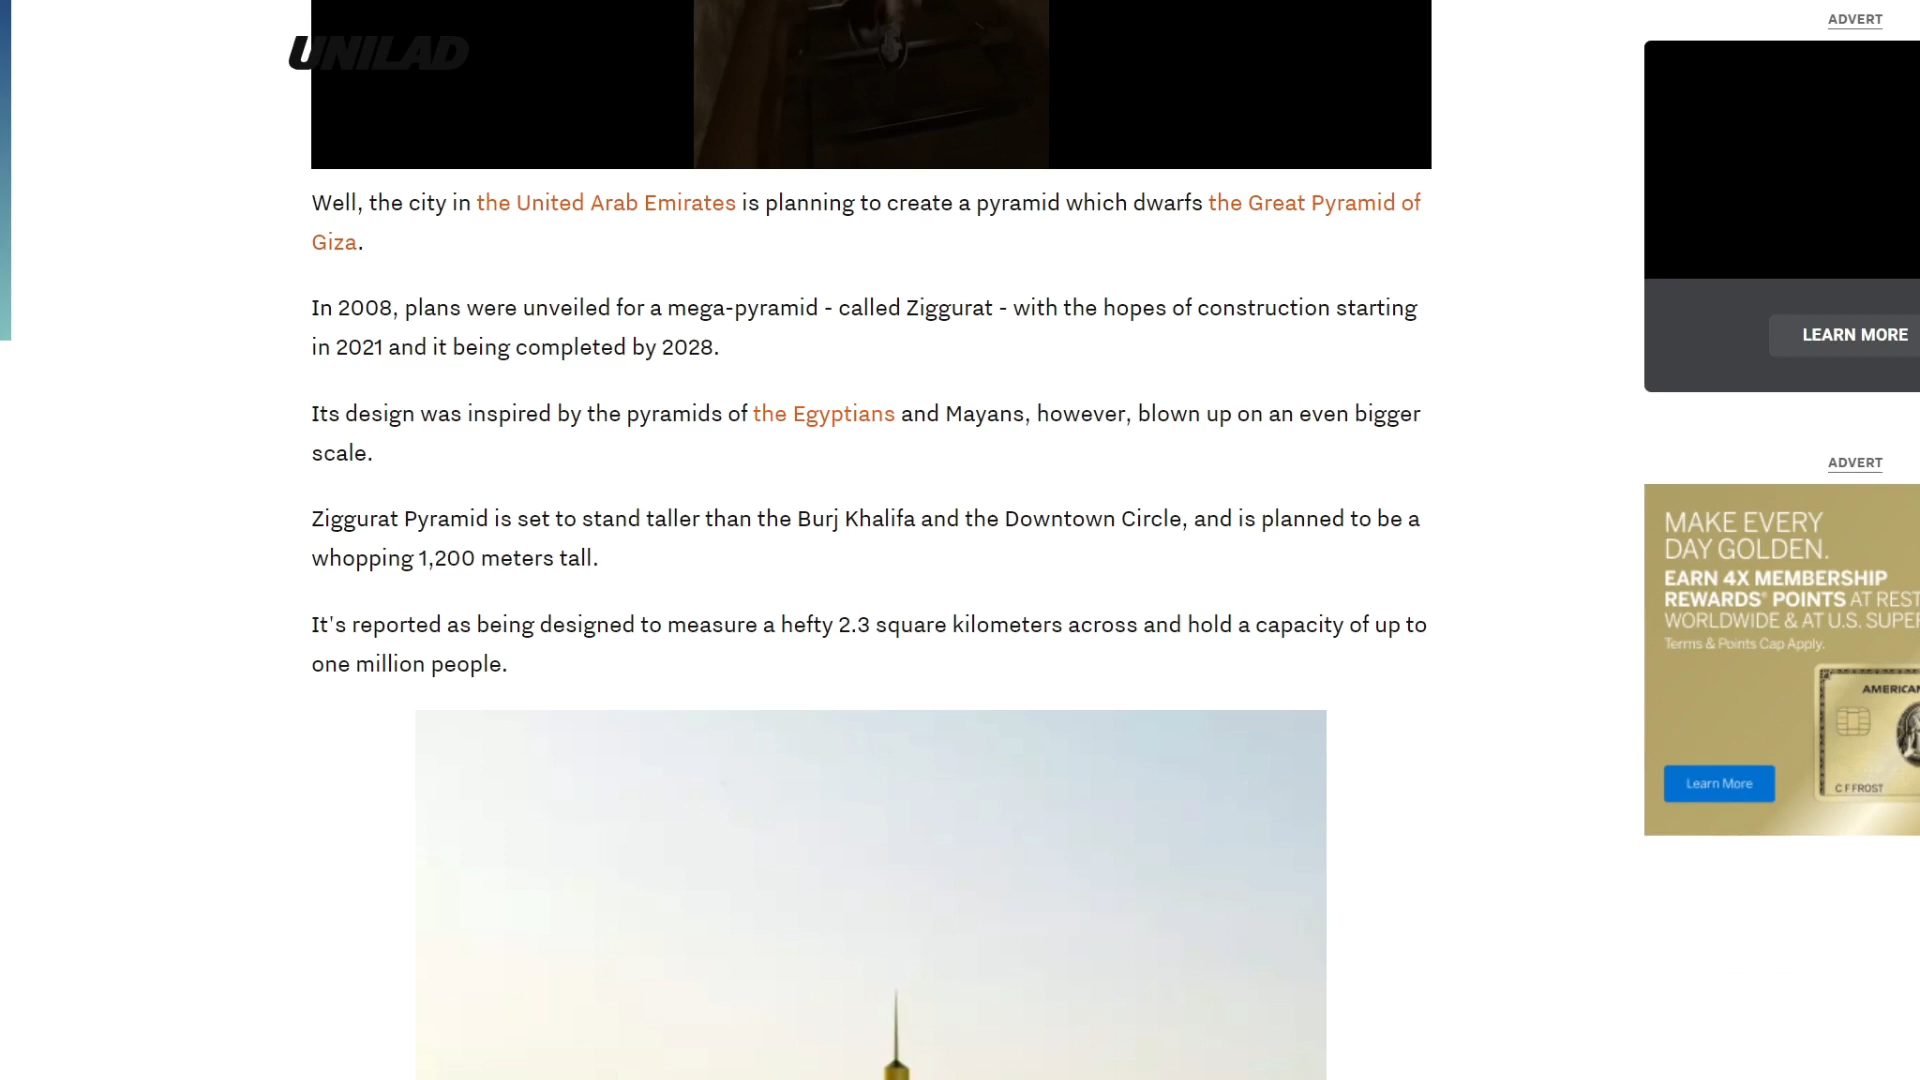 UNILAD
Well, the city in the United Arab Emirates is planning to create a pyramid which dwarfs the Great Pyramid of
Giza.
In 2008, plans were unveiled for a mega-pyramid - called Ziggurat - with the hopes of construction starting
in 2021 and it being completed by 2028.
Its design was inspired by the pyramids of the Egyptians and Mayans, however, blown up on an even bigger
scale.
Ziggurat Pyramid is set to stand taller than the Burj Khalifa and the Downtown Circle, and is planned to be a
whopping 1,200 meters tall.
It's reported as being designed to measure a hefty 2.3 square kilometers across and hold a capacity of up to
one million people.
ADVERT
LEARN MORE
ADVERT
MAKE EVERY
DAY GOLDEN.
EARN 4X MEMBERSHIP
REWARDS® POINTS AT REST
WORLDWIDE & AT U.S. SUPER
Terms & Points Cap Apply.
AMERICAN
C F FROST
Learn More